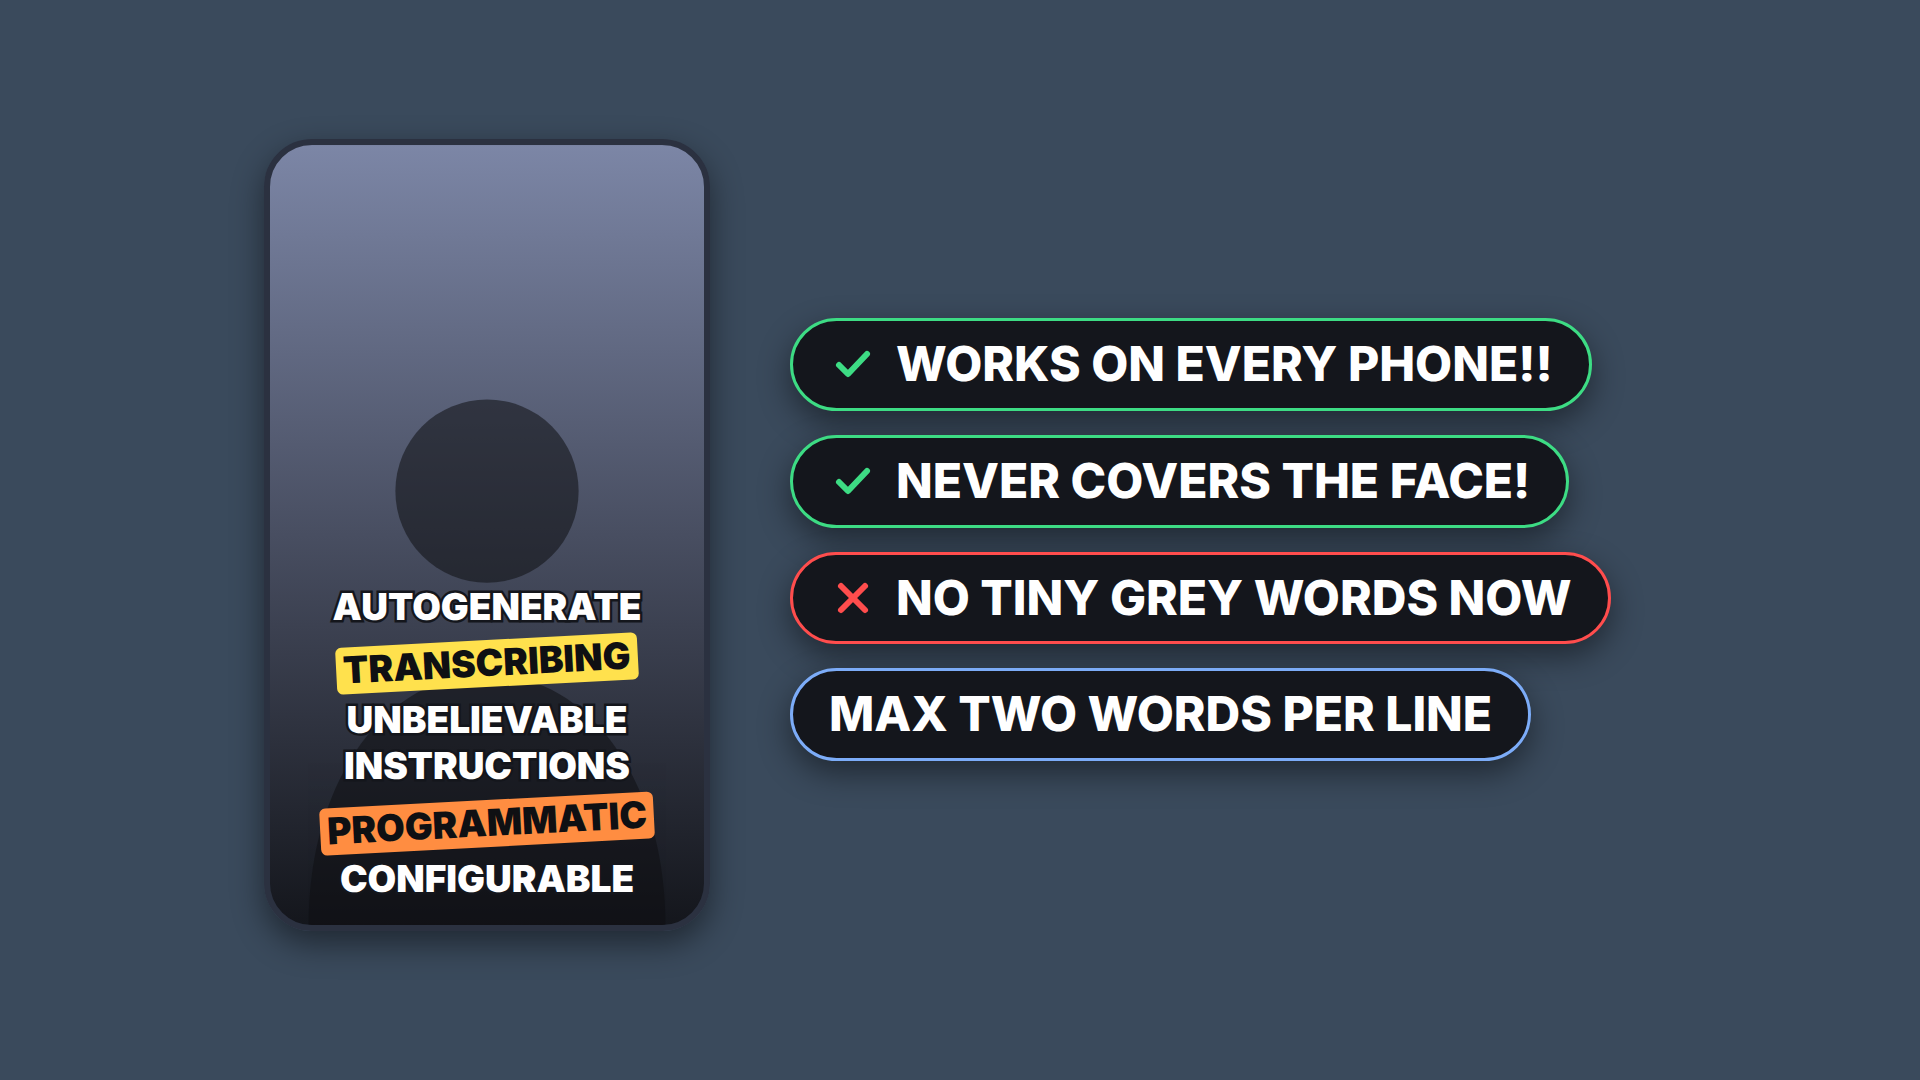 AUTOGENERATE
TRANSCRIBING
UNBELIEVABLE
INSTRUCTIONS
PROGRAMMATIC
CONFIGURABLE
WORKS ON EVERY PHONE!!
NEVER COVERS THE FACE!
NO TINY GREY WORDS NOW
MAX TWO WORDS PER LINE